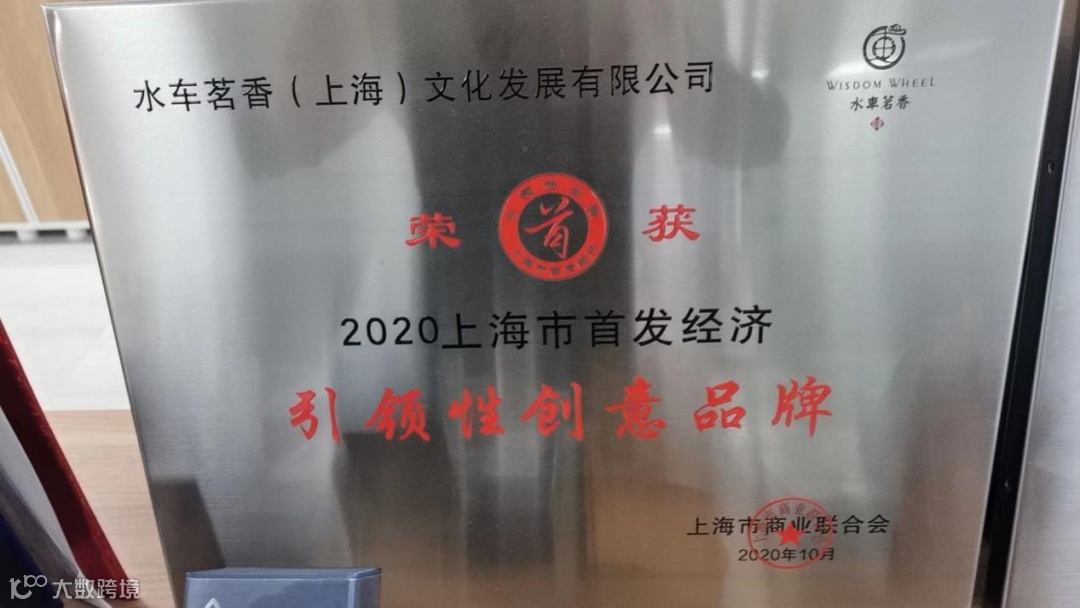 水车茗香（上海）文化发展有限公司
WISDOM WHEEL
水車茗香
荣 首 获
2020上海市首发经济
引领性创意品牌
上海市商业联合会
2020年10月
大数跨境